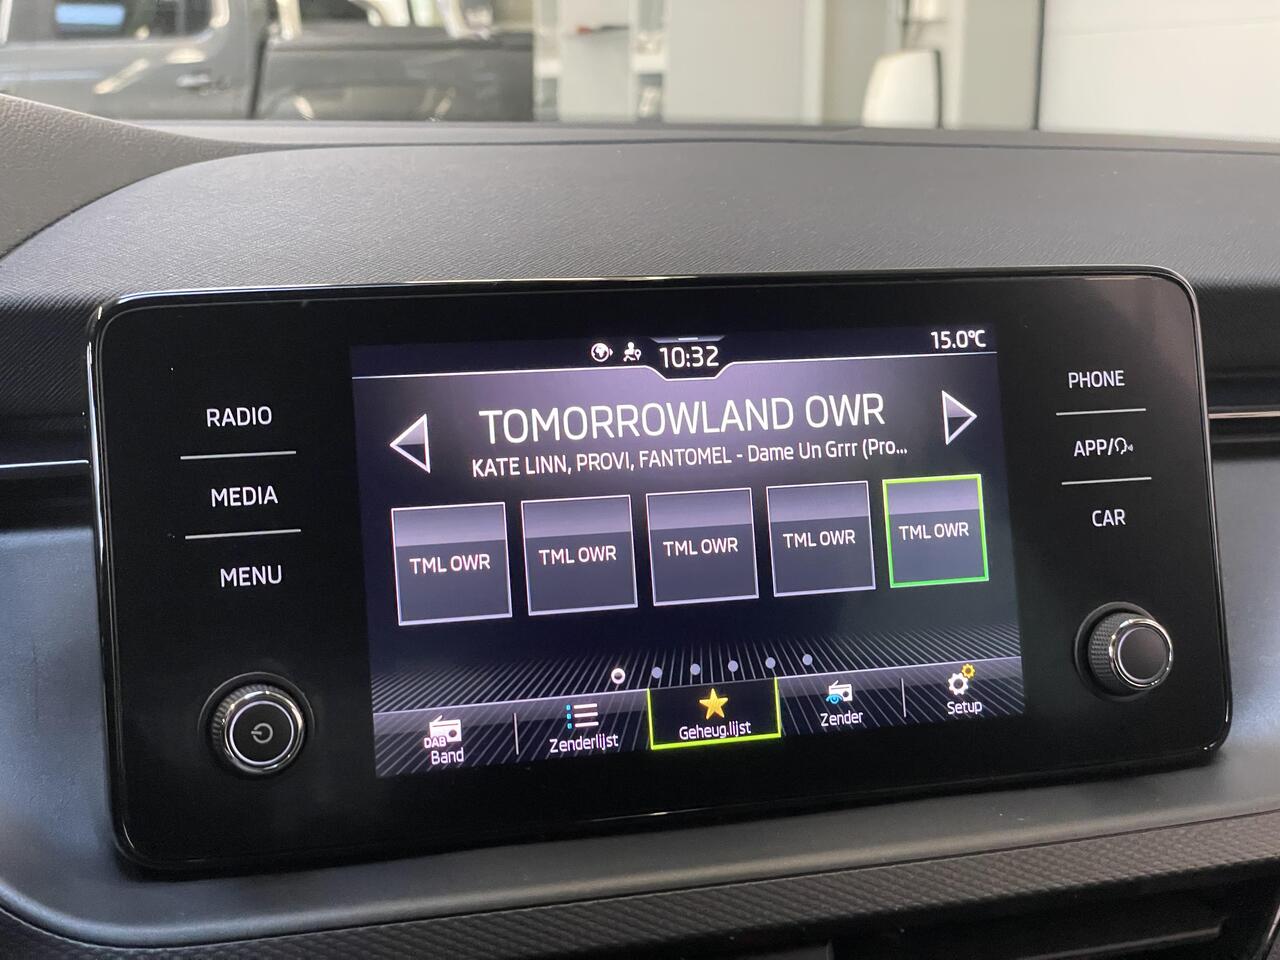 10:32
15.0°C
TOMORROWLAND OWR
KATE LINN, PROVI, FANTOMEL - Dame Un Grrr (Pro...
TML OWR
TML OWR
TML OWR
TML OWR
TML OWR
DAB
Band
Zenderlijst
Geheug.lijst
Zender
Setup
RADIO
MEDIA
MENU
PHONE
APP/
CAR